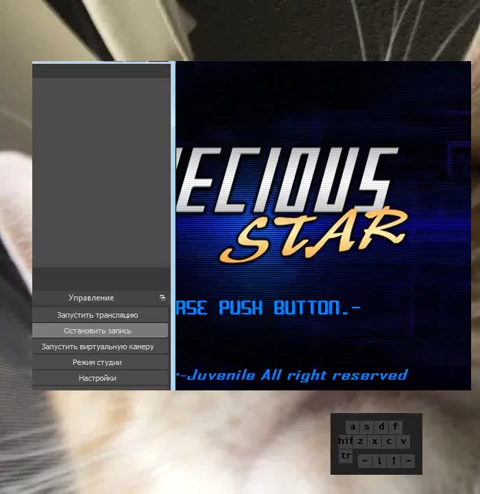 ECIOUS
STAR
Управление
Запустить трансляцию
Остановить запись
Запустить виртуальную камеру
Режим студии
Настройки
RSE PUSH BUTTON.-
-Juvenile All right reserved
a s d f
z x c v
tr ← ↓ ↑ →